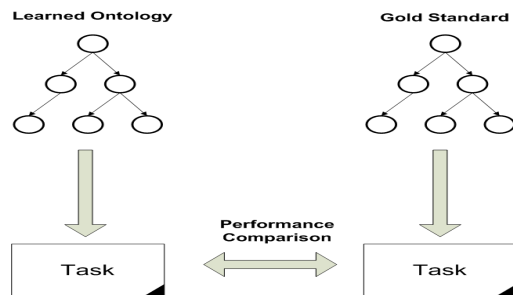 Learned Ontology
Gold Standard
Performance
Comparison
Task
Task